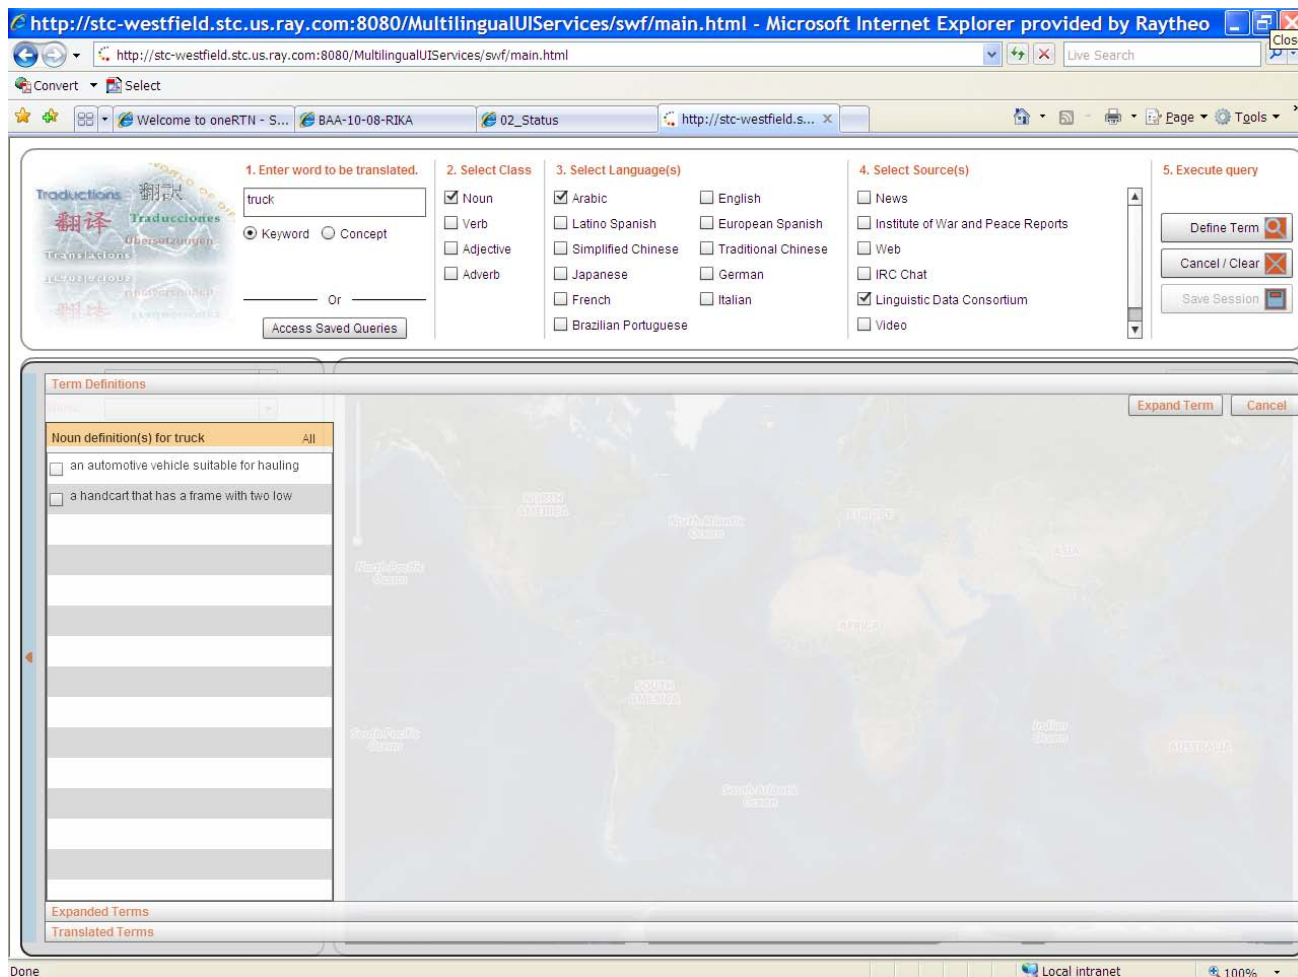 http://stc-westfield.stc.us.ray.com:8080/MultilingualUIServices/swf/main.html - Microsoft Internet Explorer provided by Raytheo
Clos
http://stc-westfield.stc.us.ray.com:8080/MultilingualUIServices/swf/main.html
Live Search
Convert
Select
Welcome to oneRTN - S...
BAA-10-08-RIKA
02_Status
http://stc-westfield.s...
Page
Tools
Traductions
翻訳
翻译
Traducciones
Übersetzungen
Translations
1. Enter word to be translated.
truck
Keyword
Concept
Or
Access Saved Queries
2. Select Class
Noun
Verb
Adjective
Adverb
3. Select Language(s)
Arabic
English
Latino Spanish
European Spanish
Simplified Chinese
Traditional Chinese
Japanese
German
French
Italian
Brazilian Portuguese
4. Select Source(s)
News
Institute of War and Peace Reports
Web
IRC Chat
Linguistic Data Consortium
Video
5. Execute query
Define Term
Cancel / Clear
Save Session
Term Definitions
Expand Term
Cancel
Noun definition(s) for truck
All
an automotive vehicle suitable for hauling
a handcart that has a frame with two low
NORTH
AMERICA
North Atlantic
Ocean
EUROPE
ASIA
North Pacific
Ocean
AFRICA
SOUTH
AMERICA
South Pacific
Ocean
Indian
Ocean
AUSTRALIA
South Atlantic
Ocean
Expanded Terms
Translated Terms
Done
Local intranet
100%